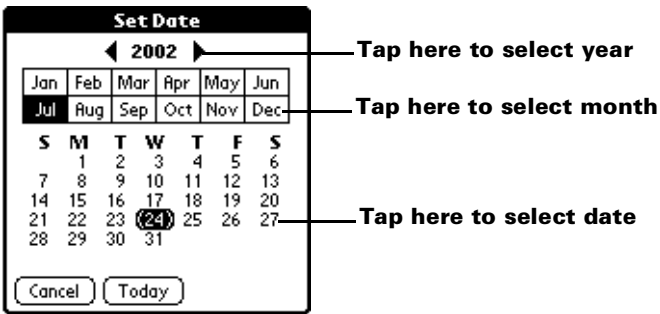 Set Date
2002
Tap here to select year
Jan Feb Mar Apr May Jun
Jul Aug Sep Oct Nov Dec
Tap here to select month
S M T W T F S
1 2 3 4 5 6
7 8 9 10 11 12 13
14 15 16 17 18 19 20
21 22 23 24 25 26 27
Tap here to select date
28 29 30 31
Cancel Today